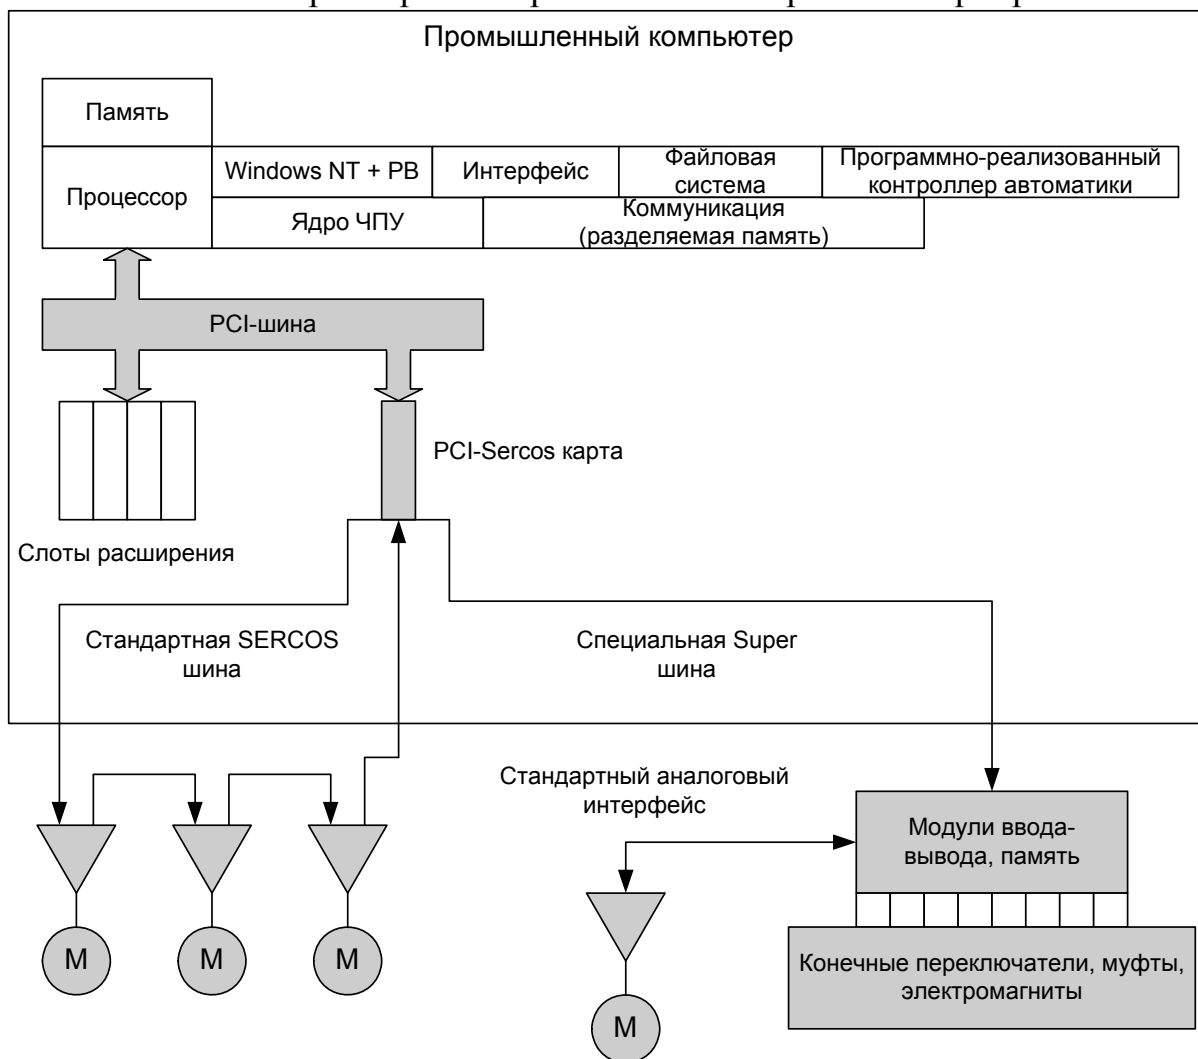 Промышленный компьютер
Память
Процессор
Windows NT + РВ
Интерфейс
Файловая
система
Программно-реализованный
контроллер автоматики
Ядро ЧПУ
Коммуникация
(разделяемая память)
PCI-шина
PCI-Sercos карта
Слоты расширения
Стандартная SERCOS
шина
Специальная Super
шина
Стандартный аналоговый
интерфейс
Модули ввода-
вывода, память
М
М
М
Конечные переключатели, муфты,
электромагниты
М